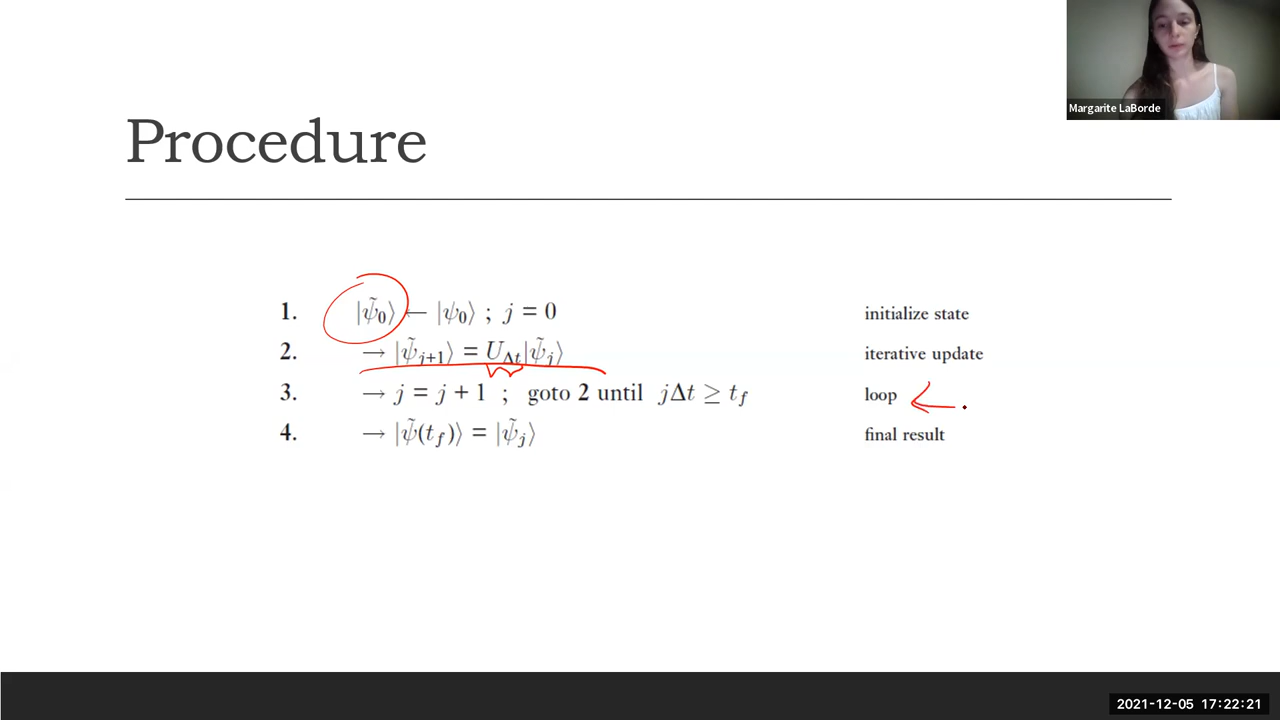 Margarite LaBorde
Procedure
1. |ψ̃₀⟩ ← |ψ₀⟩ ; j = 0 initialize state
2. → |ψ̃ⱼ₊₁⟩ = U_Δt|ψ̃ⱼ⟩ iterative update
3. → j = j + 1 ; goto 2 until jΔt ≥ t_f loop
4. → |ψ̃(t_f)⟩ = |ψ̃ⱼ⟩ final result
2021-12-05 17:22:21